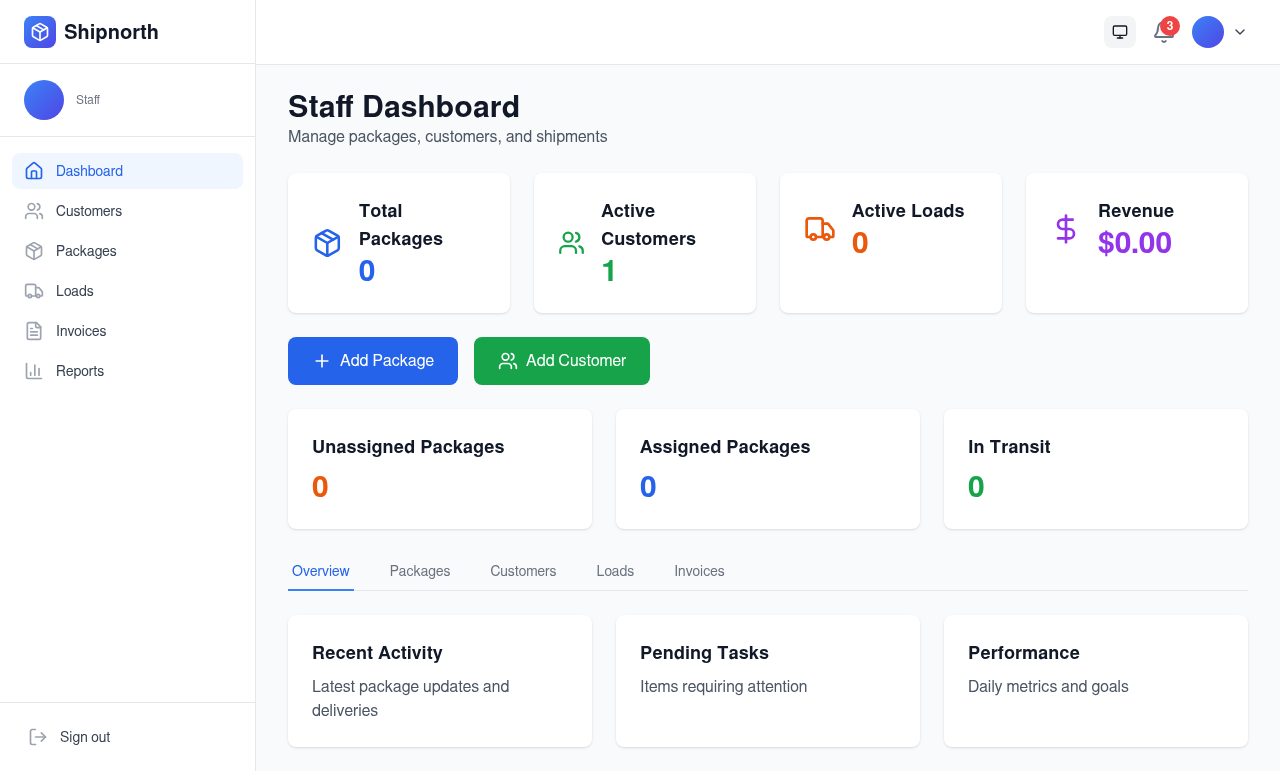 Shipnorth
3
Staff
Dashboard
Customers
Packages
Loads
Invoices
Reports
Sign out
Staff Dashboard
Manage packages, customers, and shipments
Total
Packages
0
Active
Customers
1
Active Loads
0
Revenue
$0.00
Add Package
Add Customer
Unassigned Packages
0
Assigned Packages
0
In Transit
0
Overview
Packages
Customers
Loads
Invoices
Recent Activity
Latest package updates and
deliveries
Pending Tasks
Items requiring attention
Performance
Daily metrics and goals